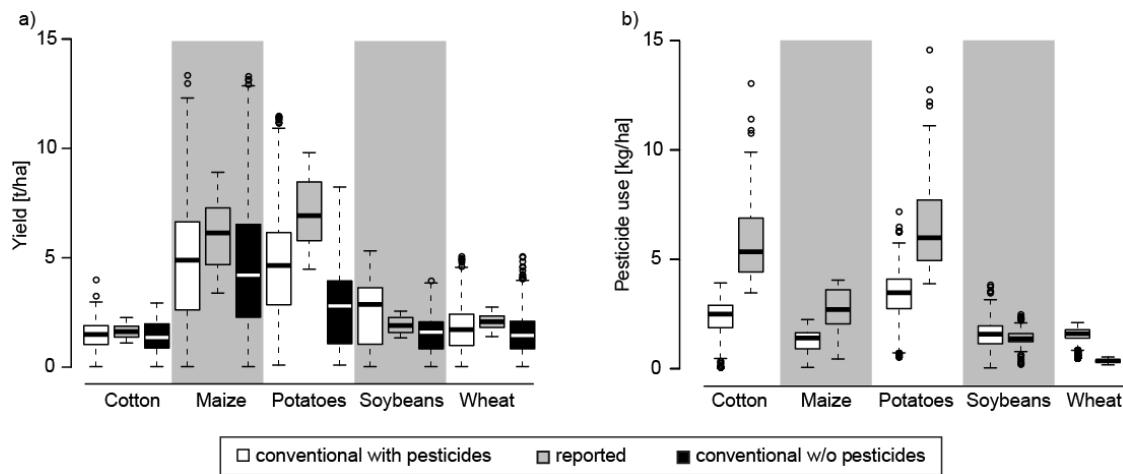 a)
Yield [t/ha]
15
10
5
0
Cotton Maize Potatoes Soybeans Wheat
b)
Pesticide use [kg/ha]
15
10
5
0
Cotton Maize Potatoes Soybeans Wheat
conventional with pesticides reported conventional w/o pesticides